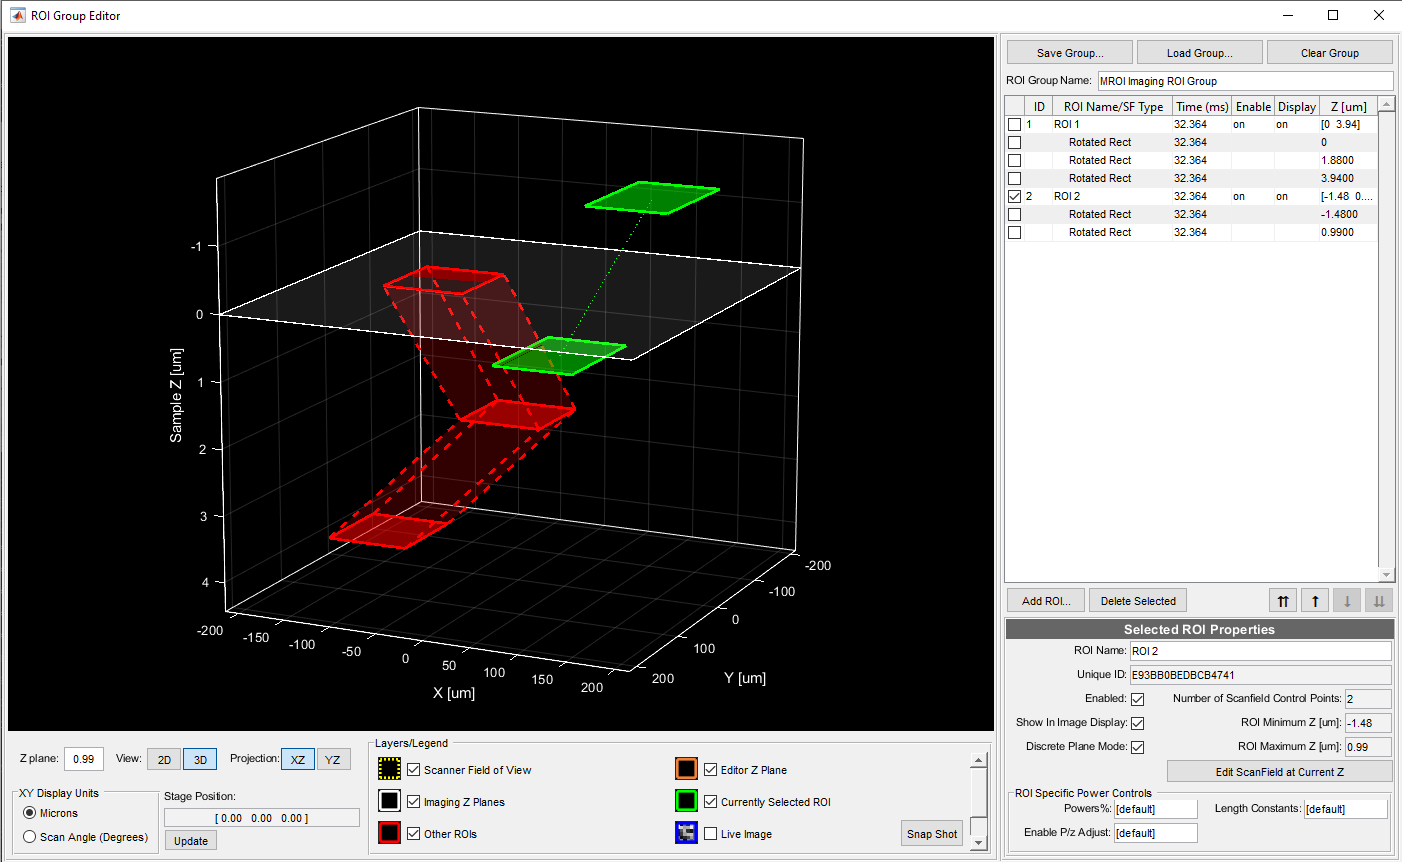 ROI Group Editor
Save Group...
Load Group...
Clear Group
ROI Group Name: MROI Imaging ROI Group
ID ROI Name/SF Type Time (ms) Enable Display Z [um]
1 ROI 1 32.364 on on [0 3.94]
Rotated Rect 32.364 0
Rotated Rect 32.364 1.8800
Rotated Rect 32.364 3.9400
2 ROI 2 32.364 on on [-1.48 0....
Rotated Rect 32.364 -1.4800
Rotated Rect 32.364 0.9900
-1
0
1
2
3
4
Sample Z [um]
-200 -150 -100 -50 0 50 100 150 200
X [um]
-200
-100
0
100
200
Y [um]
Add ROI...
Delete Selected
Selected ROI Properties
ROI Name: ROI 2
Unique ID: E93BB0BEDBCB4741
Enabled: Number of Scanfield Control Points: 2
Show In Image Display: ROI Minimum Z [um]: -1.48
Discrete Plane Mode: ROI Maximum Z [um]: 0.99
Edit ScanField at Current Z
ROI Specific Power Controls
Powers%: [default] Length Constants: [default]
Enable P/z Adjust: [default]
Z plane: 0.99 View: 2D 3D Projection: XZ YZ
XY Display Units
Microns
Scan Angle (Degrees)
Stage Position:
[ 0.00 0.00 0.00 ]
Update
Layers/Legend
Scanner Field of View
Editor Z Plane
Imaging Z Planes
Currently Selected ROI
Other ROIs
Live Image
Snap Shot